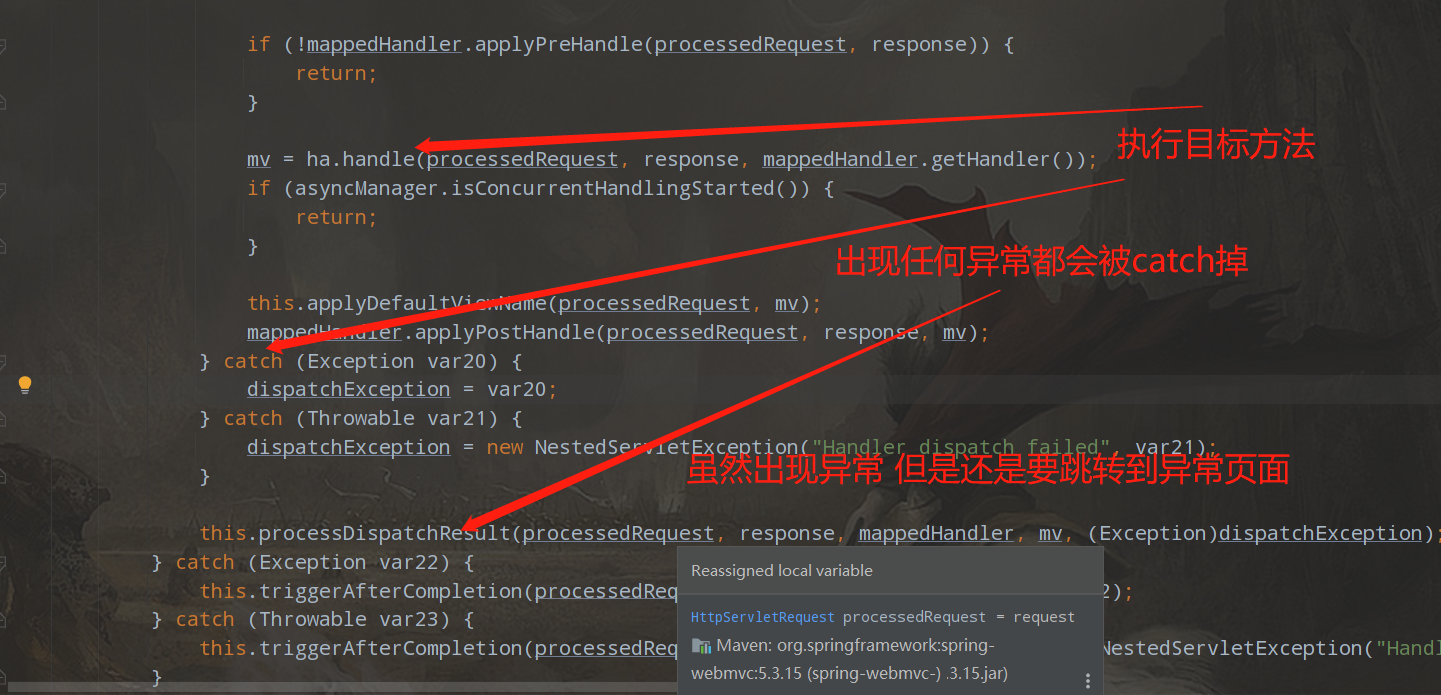 if (!mappedHandler.applyPreHandle(processedRequest, response)) {
return;
}
mv = ha.handle(processedRequest, response, mappedHandler.getHandler());
执行目标方法
if (asyncManager.isConcurrentHandlingStarted()) {
return;
}
出现任何异常都会被catch掉
this.applyDefaultViewName(processedRequest, mv);
mappedHandler.applyPostHandle(processedRequest, response, mv);
} catch (Exception var20) {
dispatchException = var20;
} catch (Throwable var21) {
dispatchException = new NestedServletException("Handler dispatch failed", var21);
虽然出现异常 但是还是要跳转到异常页面
}
this.processDispatchResult(processedRequest, response, mappedHandler, mv, (Exception)dispatchException);
} catch (Exception var22) {
this.triggerAfterCompletion(processedReq 2);
} catch (Throwable var23) {
this.triggerAfterCompletion(processedReq NestedServletException("Handl
}
Reassigned local variable
HttpServletRequest processedRequest = request
Maven: org.springframework:spring-
webmvc:5.3.15 (spring-webmvc-) .3.15.jar)